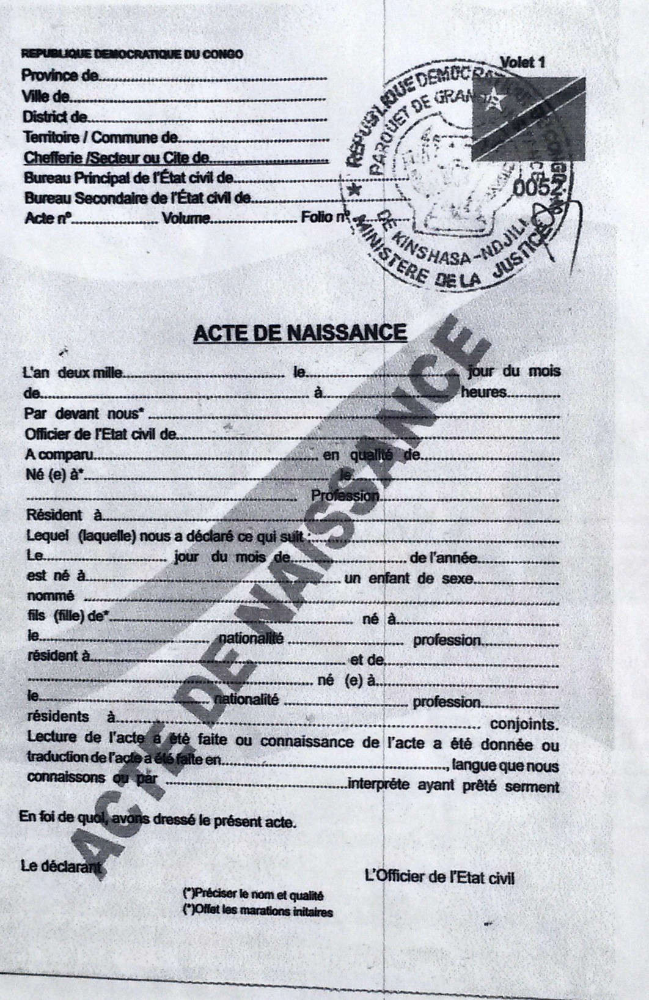 REPUBLIQUE DEMOCRATIQUE DU CONGO
Volet 1
Province de
Ville de
District de
Territoire / Commune de
Chefferie /Secteur ou Cite de
Bureau Principal de l'État civil de
Bureau Secondaire de l'État civil de
Acte nº Volume Folio nº
0052
REPUBLIQUE DEMOCRATIQUE DU CONGO
PARQUET DE GRANDE
DE KINSHASA-NDJILI
MINISTERE DE LA JUSTICE
ACTE DE NAISSANCE
L'an deux mille le jour du mois
de à heures
Par devant nous*
Officier de l'Etat civil de
A comparu en qualité de
Né (e) à* le
Profession
Résident à
Lequel (laquelle) nous a déclaré ce qui suit :
Le jour du mois de de l'année
est né à un enfant de sexe
nommé
fils (fille) de* né à
le nationalité profession
résident à et de
né (e) à
le nationalité profession
résidents à conjoints.
Lecture de l'acte a été faite ou connaissance de l'acte a été donnée ou
traduction de l'acte a été faite en, langue que nous
connaissons ou par interpréte ayant prêté serment
En foi de quoi, avons dressé le présent acte.
Le déclarant
L'Officier de l'Etat civil
(*)Préciser le nom et qualité
(*)Offet les marations initaires
ACTE DE NAISSANCE